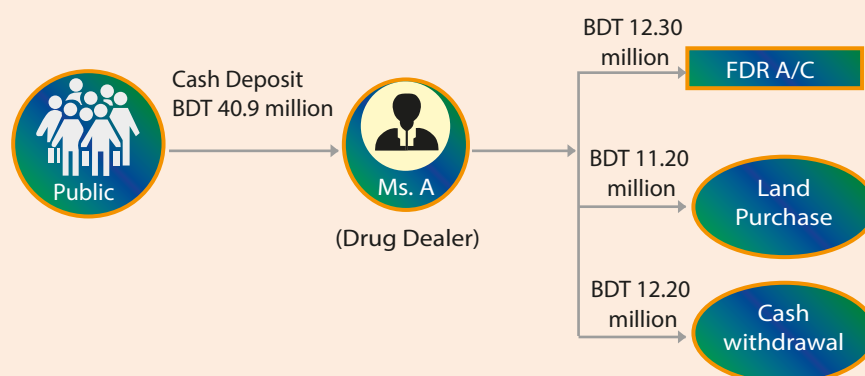 Public
Cash Deposit
BDT 40.9 million
Ms. A
(Drug Dealer)
BDT 12.30
million
FDR A/C
BDT 11.20
million
Land
Purchase
BDT 12.20
million
Cash
withdrawal